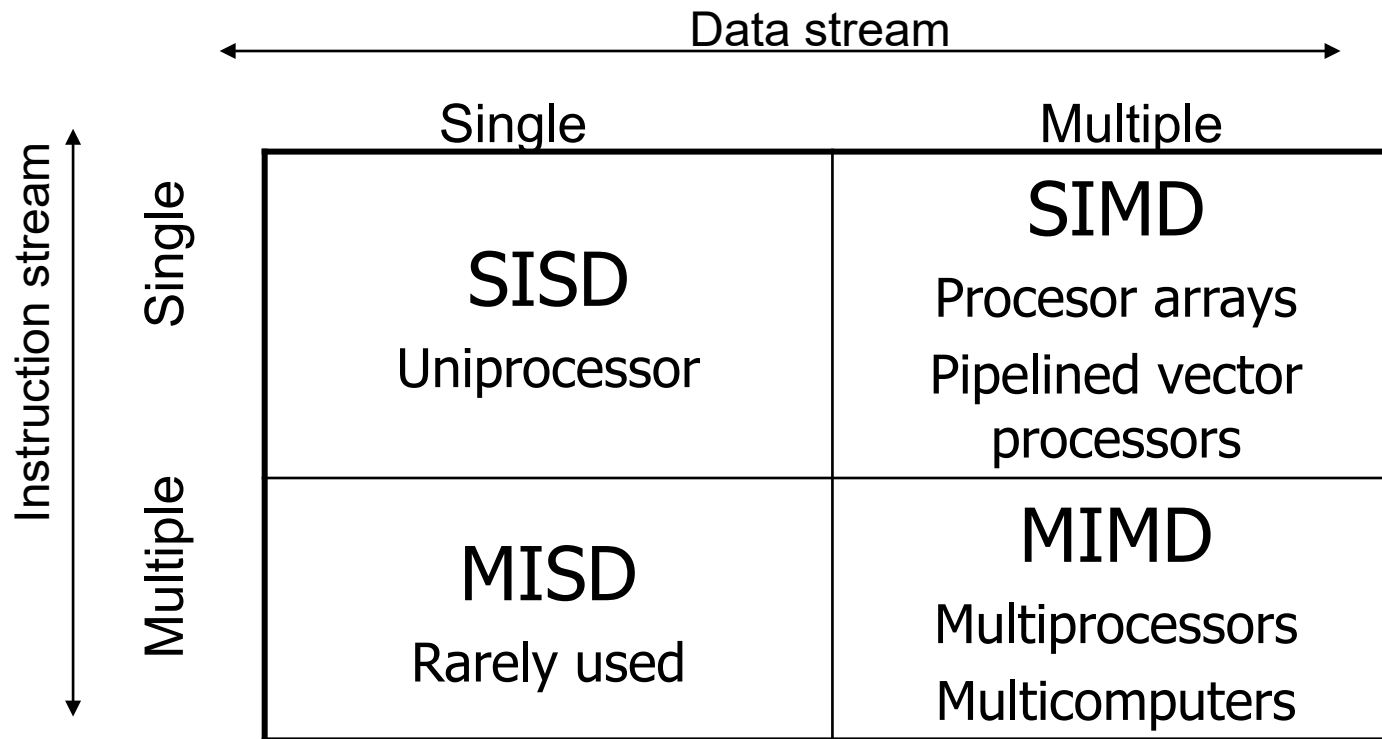 Data stream
Single
Multiple
Instruction stream
Single
SISD
Uniprocessor
SIMD
Procesor arrays
Pipelined vector
processors
Multiple
MISD
Rarely used
MIMD
Multiprocessors
Multicomputers